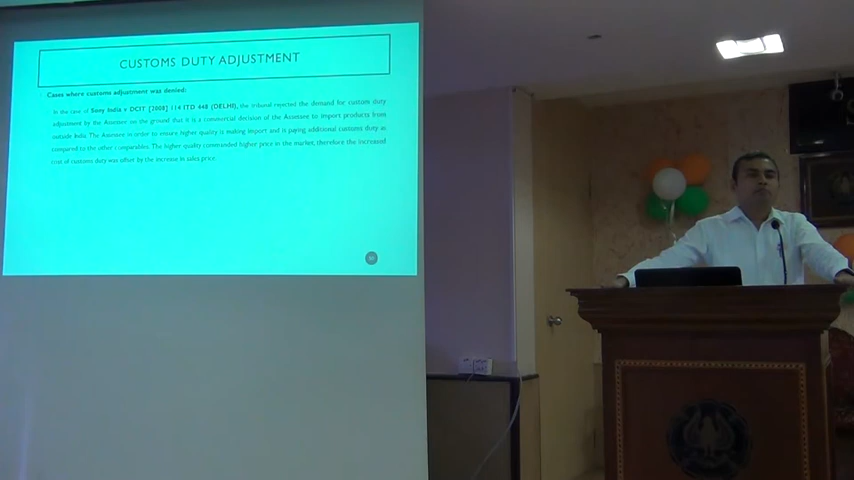 CUSTOMS DUTY ADJUSTMENT
Cases where customs adjustment was denied:
In the case of Sony India v DCIT [2008] 114 ITD 448 (DELHI), the tribunal rejected the demand for custom duty
adjustment by the Assessee on the ground that it is a commercial decision of the Assessee to import products from
outside India. The Assessee in order to ensure higher quality is making import and is paying additional customs duty as
compared to the other comparables. The higher quality commanded higher price in the market, therefore the increased
cost of customs duty was offset by the increase in sales price.